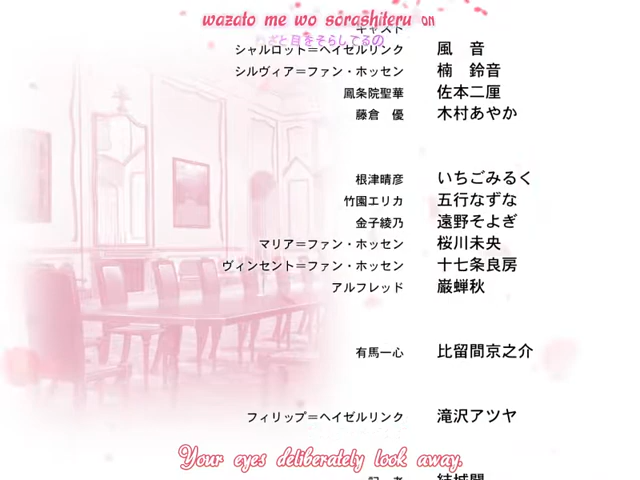 wazato me wo sorashiteru on
キャスト
わざと目をそらしてるの
シャルロット＝ヘイゼルリンク 風　音
シルヴィア＝ファン・ホッセン 楠　鈴音
鳳条院聖華 佐本二厘
藤倉　優 木村あやか
根津晴彦 いちごみるく
竹園エリカ 五行なずな
金子綾乃 遠野そよぎ
マリア＝ファン・ホッセン 桜川未央
ヴィンセント＝ファン・ホッセン 十七条良房
アルフレッド 巌蝉秋
有馬一心 比留間京之介
フィリップ＝ヘイゼルリンク 滝沢アツヤ
Your eyes deliberately look away.